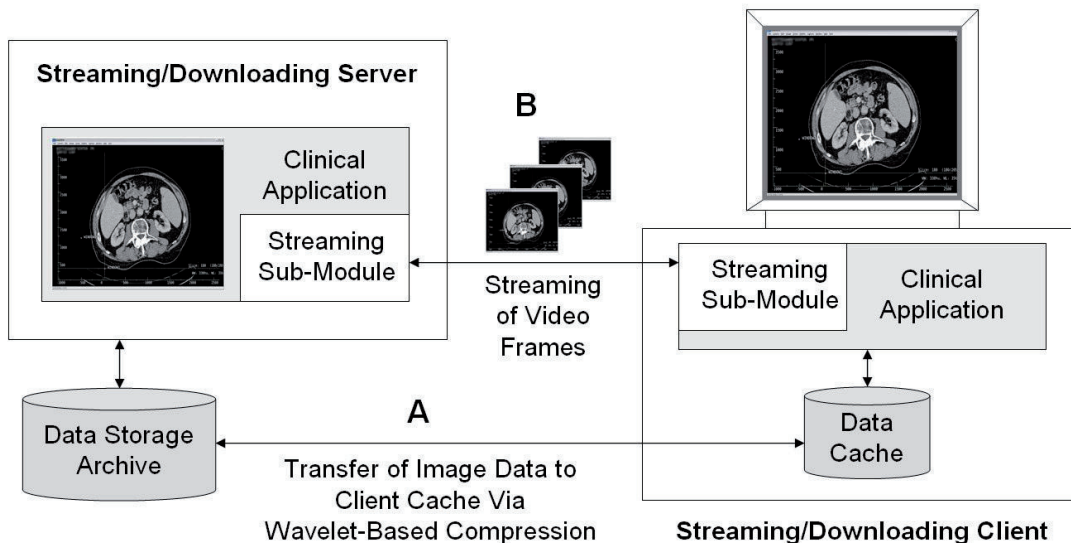 Streaming/Downloading Server
Clinical
Application
Streaming
Sub-Module
B
Streaming
of Video
Frames
Streaming
Sub-Module
Clinical
Application
Data Storage
Archive
A
Transfer of Image Data to
Client Cache Via
Wavelet-Based Compression
Data
Cache
Streaming/Downloading Client